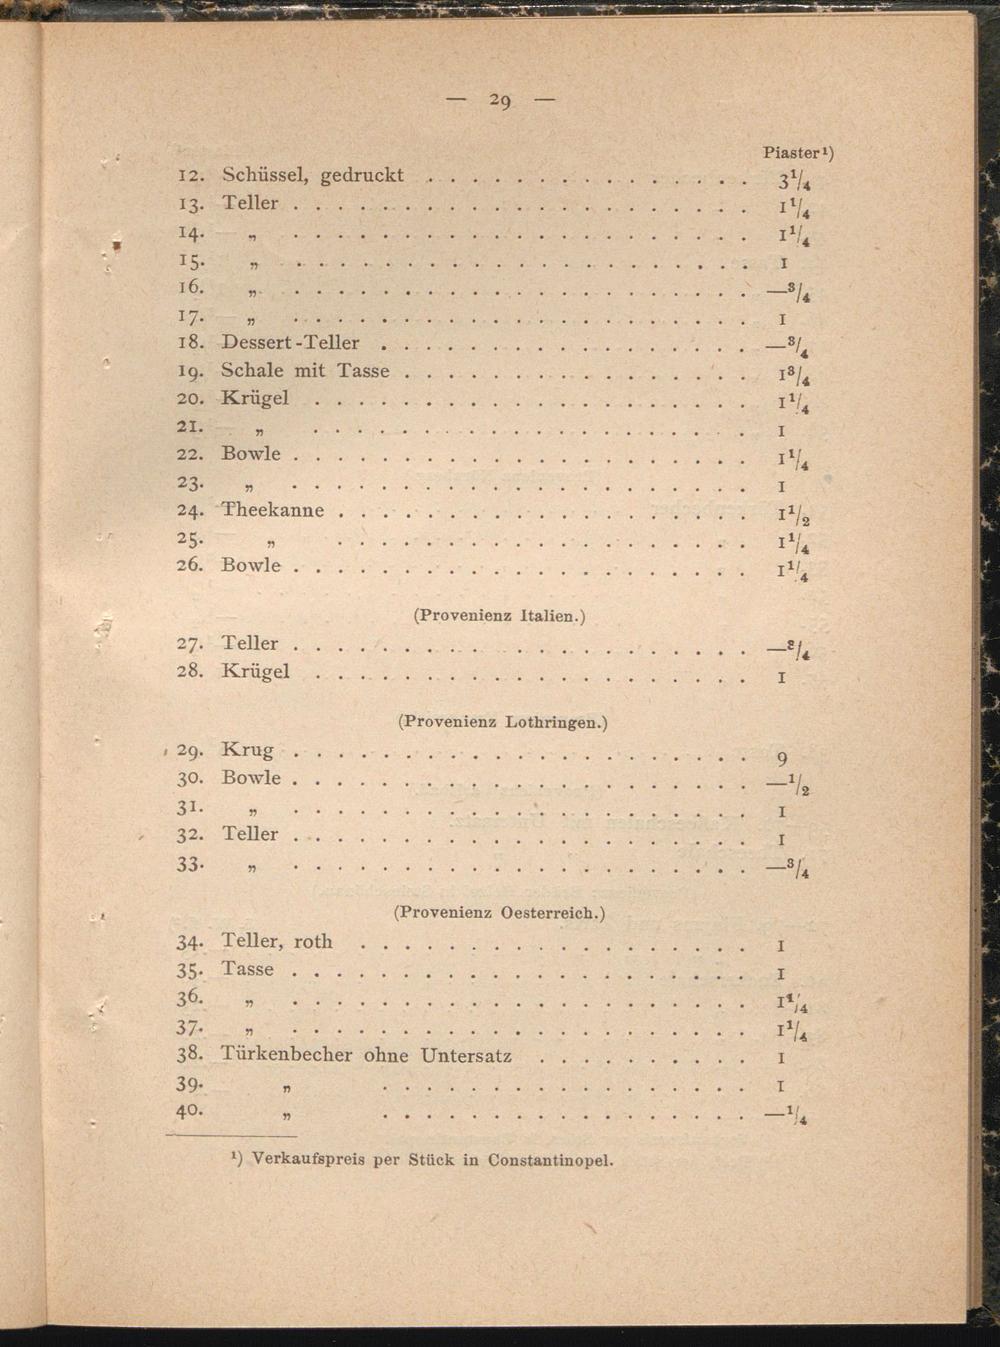 — 29 —
Piaster¹)
12. Schüssel, gedruckt . . . . . . . . . . . . . . . 3¹/₄
13. Teller . . . . . . . . . . . . . . . . . . . . . 1¹/₄
14. „ . . . . . . . . . . . . . . . . . . . . . 1¹/₄
15. „ . . . . . . . . . . . . . . . . . . . . . 1
16. „ . . . . . . . . . . . . . . . . . . . . . —³/₄
17. „ . . . . . . . . . . . . . . . . . . . . . 1
18. Dessert-Teller . . . . . . . . . . . . . . . . . —³/₄
19. Schale mit Tasse . . . . . . . . . . . . . . . . 1³/₄
20. Krügel . . . . . . . . . . . . . . . . . . . . 1¹/₄
21. „ . . . . . . . . . . . . . . . . . . . . 1
22. Bowle . . . . . . . . . . . . . . . . . . . . . 1¹/₄
23. „ . . . . . . . . . . . . . . . . . . . . . 1
24. Theekanne . . . . . . . . . . . . . . . . . . . 1¹/₂
25. „ . . . . . . . . . . . . . . . . . . . 1¹/₄
26. Bowle . . . . . . . . . . . . . . . . . . . . . 1¹/₄
(Provenienz Italien.)
27. Teller . . . . . . . . . . . . . . . . . . . . . —³/₄
28. Krügel . . . . . . . . . . . . . . . . . . . . 1
(Provenienz Lothringen.)
29. Krug . . . . . . . . . . . . . . . . . . . . . 9
30. Bowle . . . . . . . . . . . . . . . . . . . . . —¹/₂
31. „ . . . . . . . . . . . . . . . . . . . . . 1
32. Teller . . . . . . . . . . . . . . . . . . . . . 1
33. „ . . . . . . . . . . . . . . . . . . . . . —³/₄
(Provenienz Oesterreich.)
34. Teller, roth . . . . . . . . . . . . . . . . . . 1
35. Tasse . . . . . . . . . . . . . . . . . . . . . 1
36. „ . . . . . . . . . . . . . . . . . . . . . 1¹/₄
37. „ . . . . . . . . . . . . . . . . . . . . . 1¹/₄
38. Türkenbecher ohne Untersatz . . . . . . . . . . 1
39. „ . . . . . . . . . . . . . . . . . 1
40. „ . . . . . . . . . . . . . . . . . —¹/₄
¹) Verkaufspreis per Stück in Constantinopel.